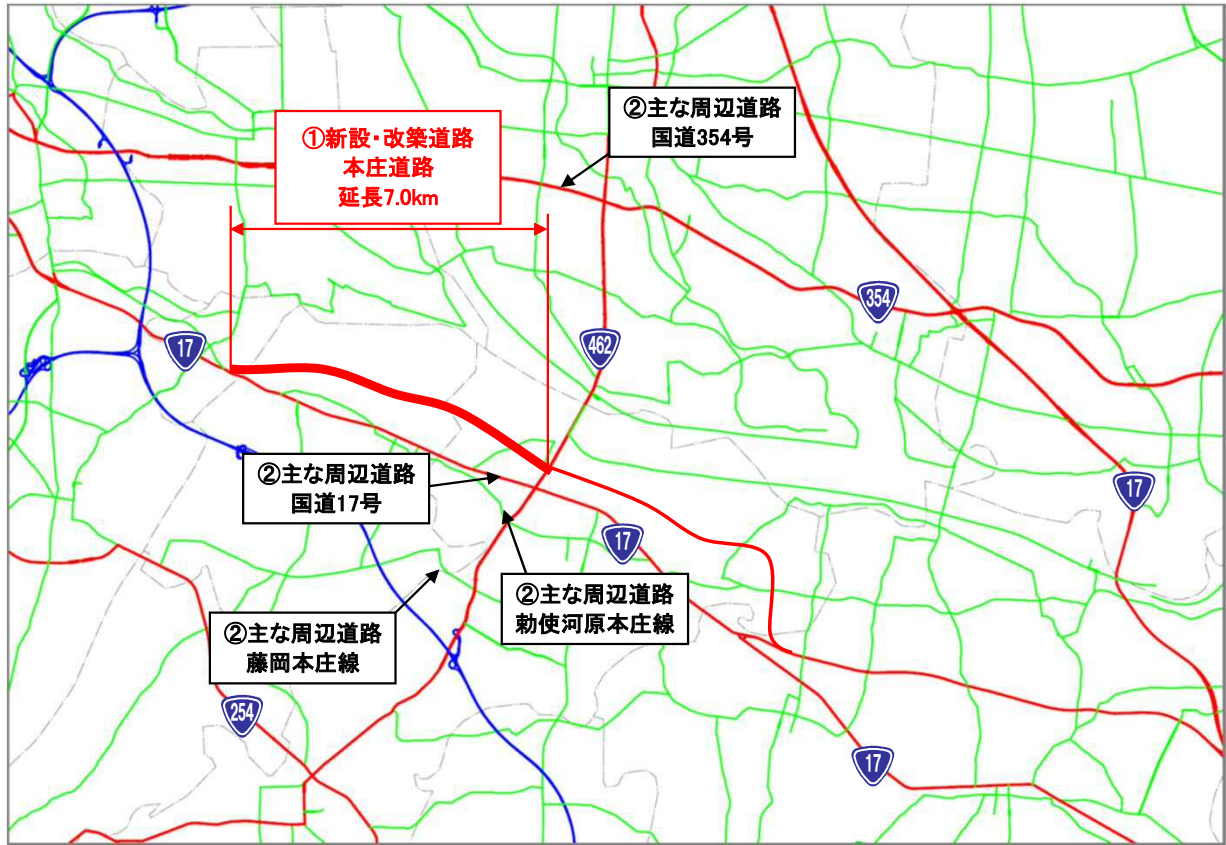 ②主な周辺道路
国道354号
①新設・改築道路
本庄道路
延長7.0km
354
17
462
②主な周辺道路
国道17号
17
17
②主な周辺道路
勅使河原本庄線
②主な周辺道路
藤岡本庄線
254
17